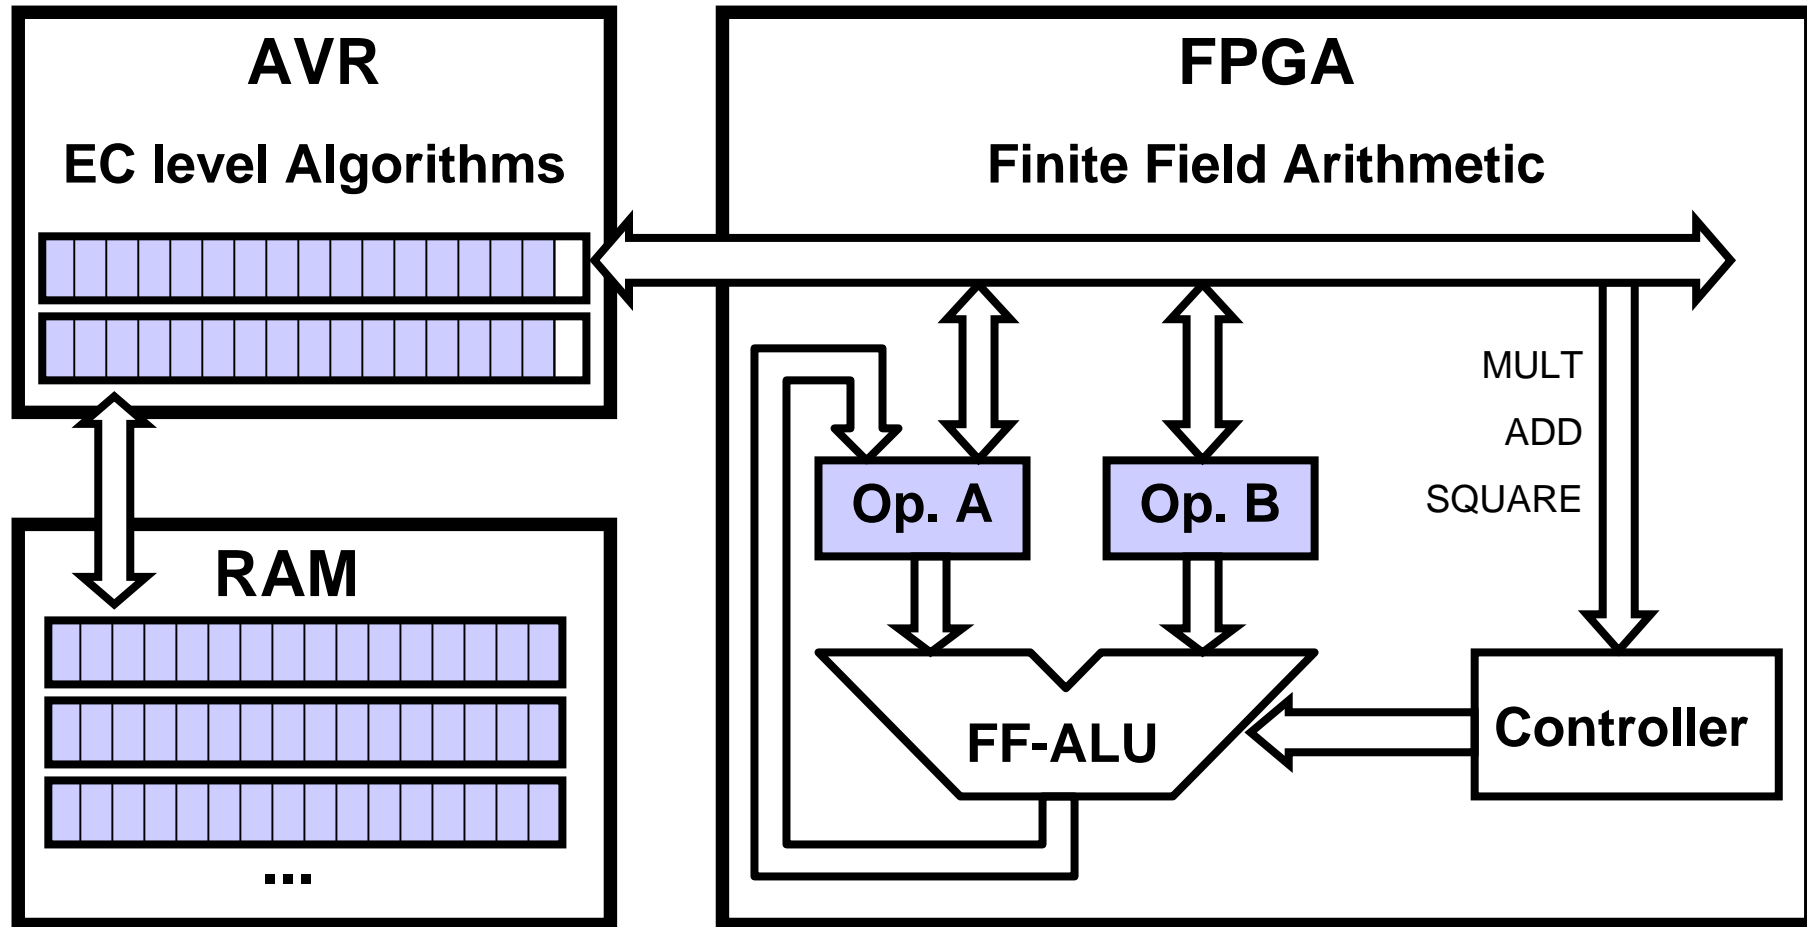 AVR
EC level Algorithms
RAM
...
FPGA
Finite Field Arithmetic
MULT
ADD
SQUARE
Op. A
Op. B
FF-ALU
Controller